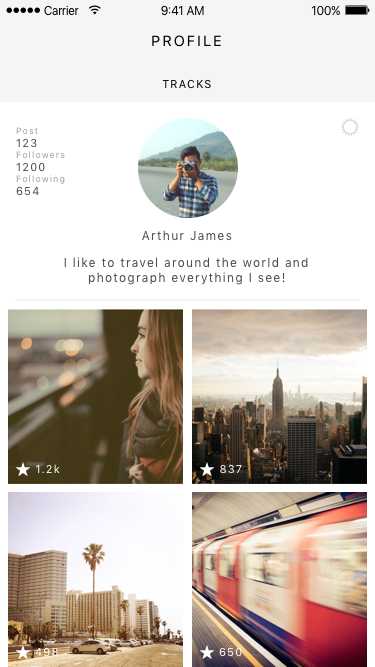 Carrier 9:41 AM 100%
PROFILE
TRACKS
Post
123
Followers
1200
Following
654
Arthur James
I like to travel around the world and
photograph everything I see!
1.2k
837
498
650